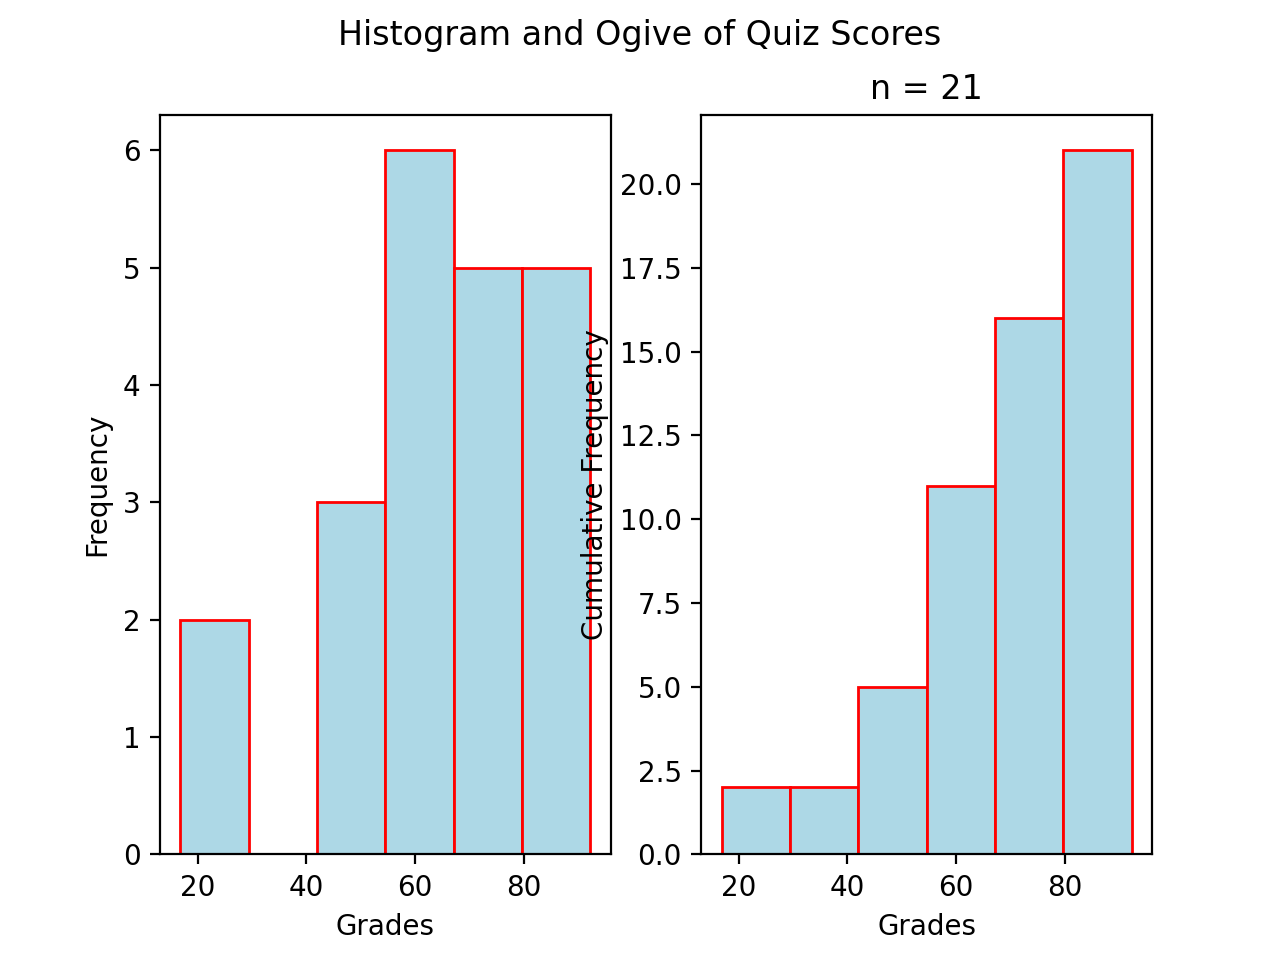 Histogram and Ogive of Quiz Scores
6
5
4
3
2
1
0
Frequency
20 40 60 80
Grades
n = 21
20.0
17.5
15.0
12.5
10.0
7.5
5.0
2.5
0.0
Cumulative Frequency
20 40 60 80
Grades